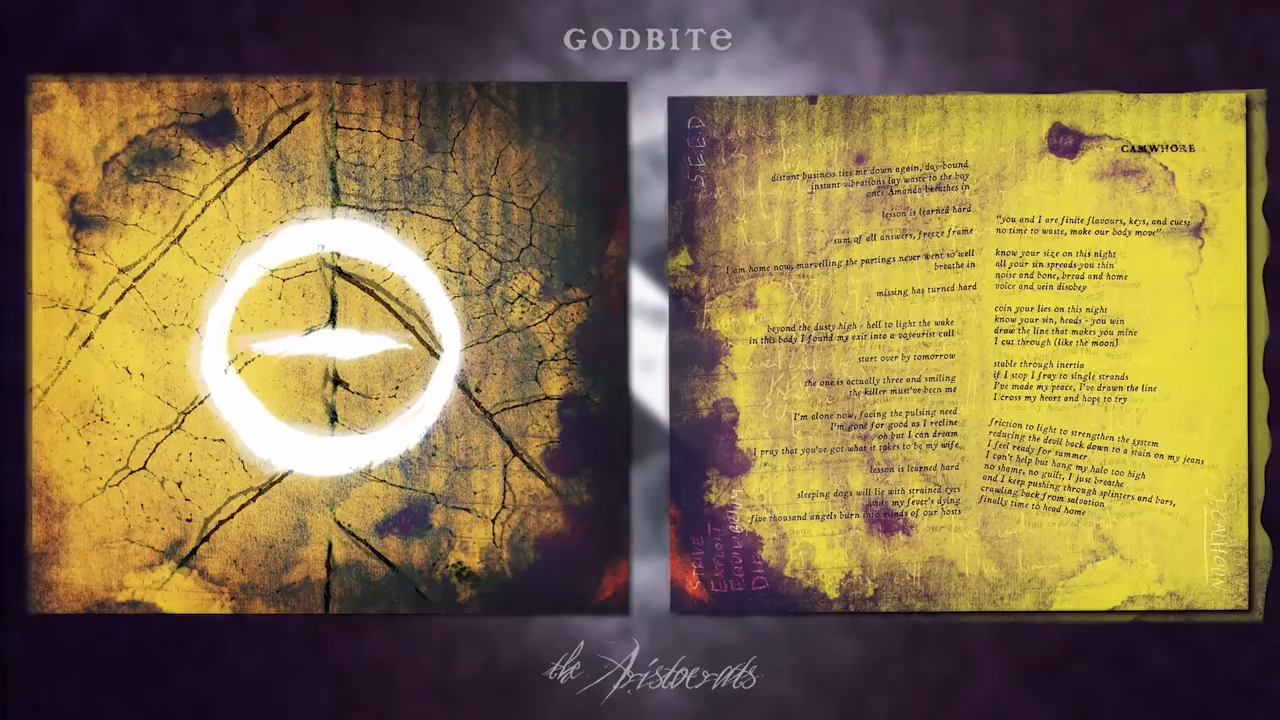 GODBITE
S.E.E.D
distant business ties me down again, day-bound
instant vibrations lay waste to the boy
once Amanda breathes in
lesson is learned hard
sum of all answers, freeze frame
I am home now, marvelling the partings never went so well
breathe in
missing has turned hard
beyond the dusty high - hell to light the wake
in this body I found my exit into a voyeurist cull
start over by tomorrow
the one is actually three and smiling
the killer must've been me
I'm alone now, facing the pulsing need
I'm gone for good as I recline
oh but I can dream
I pray that you've got what it takes to be my wife
lesson is learned hard
sleeping dogs will lie with strained eyes
while my fever's dying
five thousand angels burn into minds of our hosts
STRIVE
EXPLOIT
EQUILIBRIUM
DIE
CAMWHORE
"you and I are finite flavours, keys, and cues;
no time to waste, make our body move"
know your size on this night
all your sin spreads you thin
noise and bone, bread and home
voice and vein disobey
coin your lies on this night
know your sin, heads - you win
draw the line that makes you mine
I cut through (like the moon)
stable through inertia
if I stop I fray to single strands
I've made my peace, I've drawn the line
I cross my heart and hope to try
friction to light to strengthen the system
reducing the devil back down to a stain on my jeans
I feel ready for summer
I can't help but hang my halo too high
no shame, no guilt, I just breathe
and I keep pushing through splinters and bars,
crawling back from salvation
finally time to head home
the Aristocrats